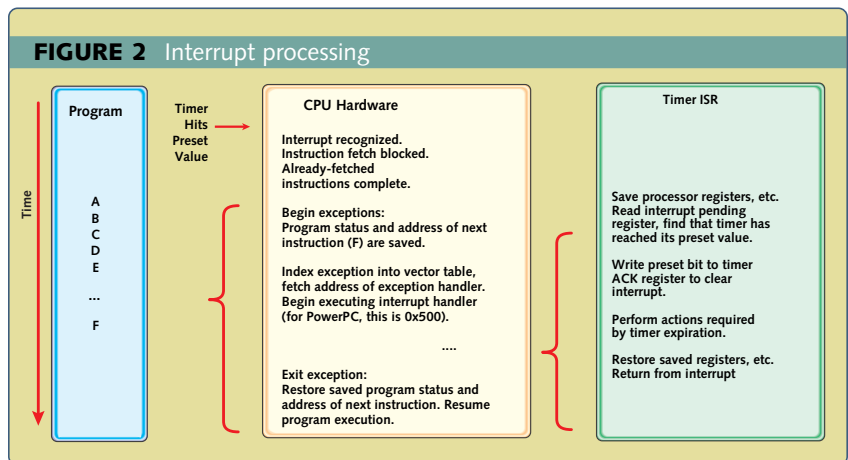 FIGURE 2 Interrupt processing
Time
Program
A
B
C
D
E
...
F
Timer
Hits
Preset
Value
CPU Hardware
Interrupt recognized.
Instruction fetch blocked.
Already-fetched
instructions complete.
Begin exceptions:
Program status and address of next
instruction (F) are saved.
Index exception into vector table,
fetch address of exception handler.
Begin executing interrupt handler
(for PowerPC, this is 0x500).
....
Exit exception:
Restore saved program status and
address of next instruction. Resume
program execution.
Timer ISR
Save processor registers, etc.
Read interrupt pending
register, find that timer has
reached its preset value.
Write preset bit to timer
ACK register to clear
interrupt.
Perform actions required
by timer expiration.
Restore saved registers, etc.
Return from interrupt